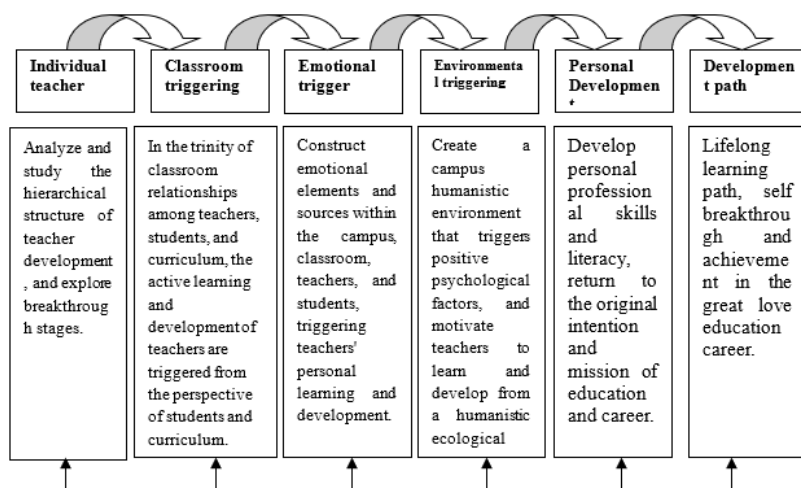 Individual
teacher
Classroom
triggering
Emotional
trigger
Environmenta
l triggering
Personal
Developmen
Developmen
t path
Analyze and
study the
hierarchical
structure of
teacher
development
, and explore
breakthroug
h stages.
In the trinity of
classroom
relationships
among teachers,
students, and
curriculum, the
active learning
and
development of
teachers are
triggered from
the perspective
of students and
curriculum.
Construct
emotional
elements and
sources within
the campus,
classroom,
teachers, and
students,
triggering
teachers'
personal
learning and
development.
Create a
campus
humanistic
environment
that triggers
positive
psychological
factors, and
motivate
teachers to
learn and
develop from
a humanistic
ecological
Develop
personal
profession
al skills
and
literacy,
return to
the original
intention
and
mission of
education
and career.
Lifelong
learning
path, self
breakthrou
gh and
achieveme
nt in the
great love
education
career.